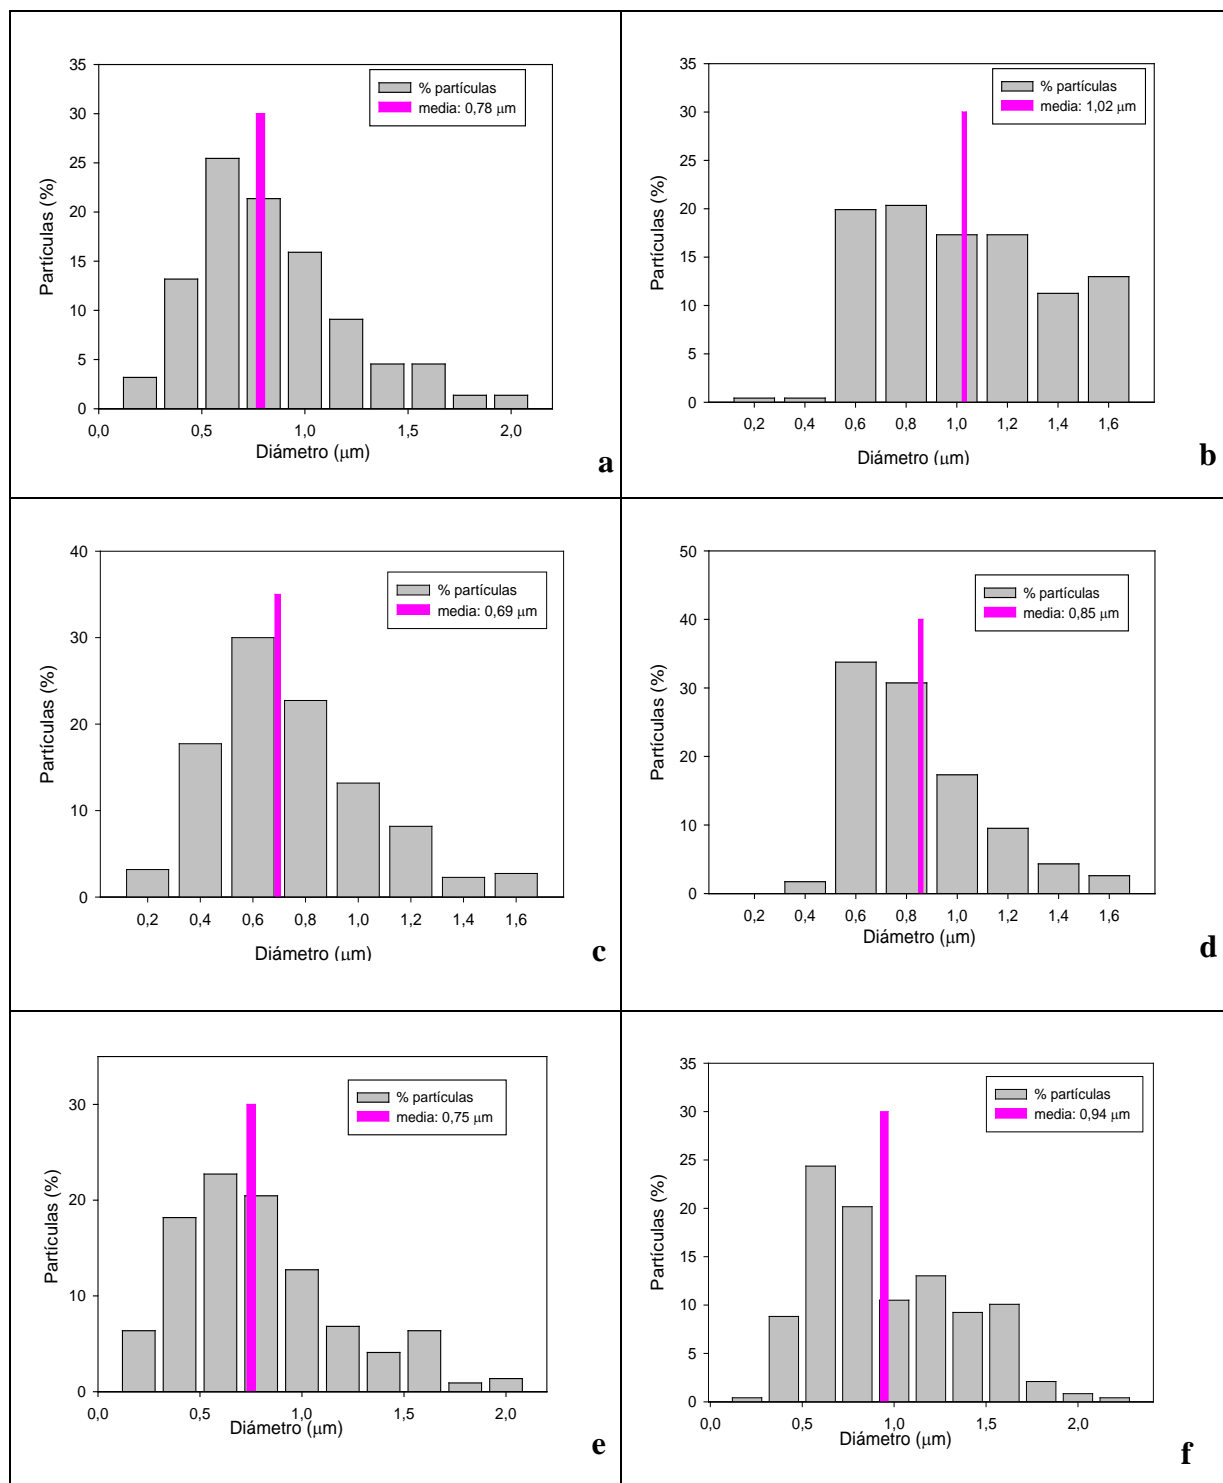 35
30
25
20
15
10
5
0
Partículas (%)
% partículas
media: 0,78 µm
0,0 0,5 1,0 1,5 2,0
Diámetro (µm)
a
35
30
25
20
15
10
5
0
Partículas (%)
% partículas
media: 1,02 µm
0,2 0,4 0,6 0,8 1,0 1,2 1,4 1,6
Diámetro (µm)
b
40
30
20
10
0
Partículas (%)
% partículas
media: 0,69 µm
0,2 0,4 0,6 0,8 1,0 1,2 1,4 1,6
Diámetro (µm)
c
50
40
30
20
10
0
Partículas (%)
% partículas
media: 0,85 µm
0,2 0,4 0,6 0,8 1,0 1,2 1,4 1,6
Diámetro (µm)
d
30
20
10
0
Partículas (%)
% partículas
media: 0,75 µm
0,0 0,5 1,0 1,5 2,0
Diámetro (µm)
e
35
30
25
20
15
10
5
0
Partículas (%)
% partículas
media: 0,94 µm
0,0 0,5 1,0 1,5 2,0
Diámetro (µm)
f